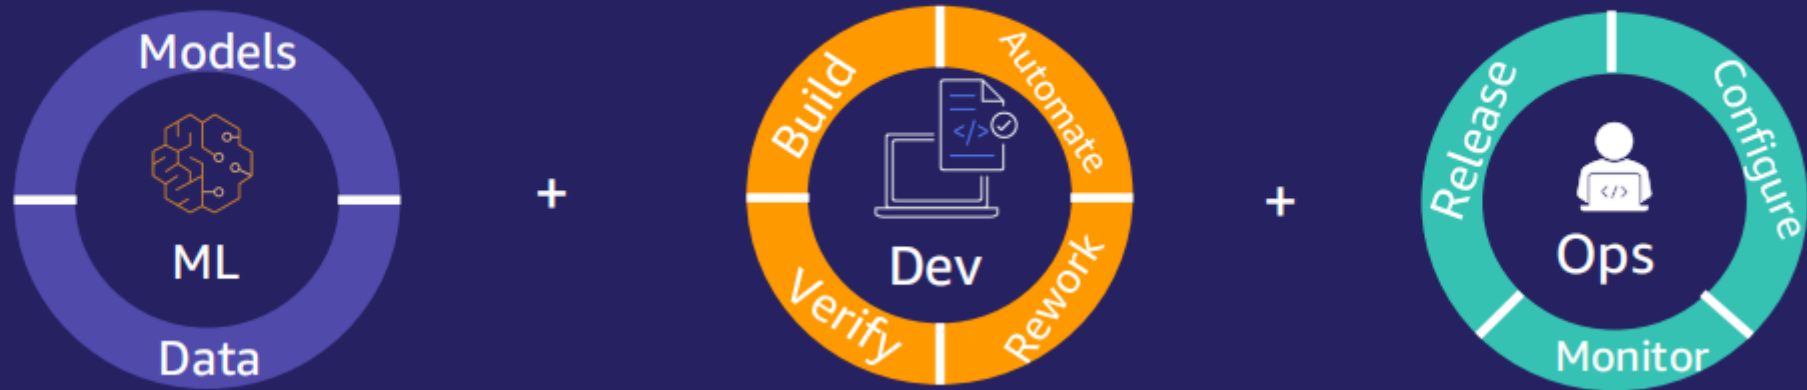 Models
ML
Data
+
Build
Automate
</>
Dev
Verify
Rework
+
Release
Configure
</>
Ops
Monitor